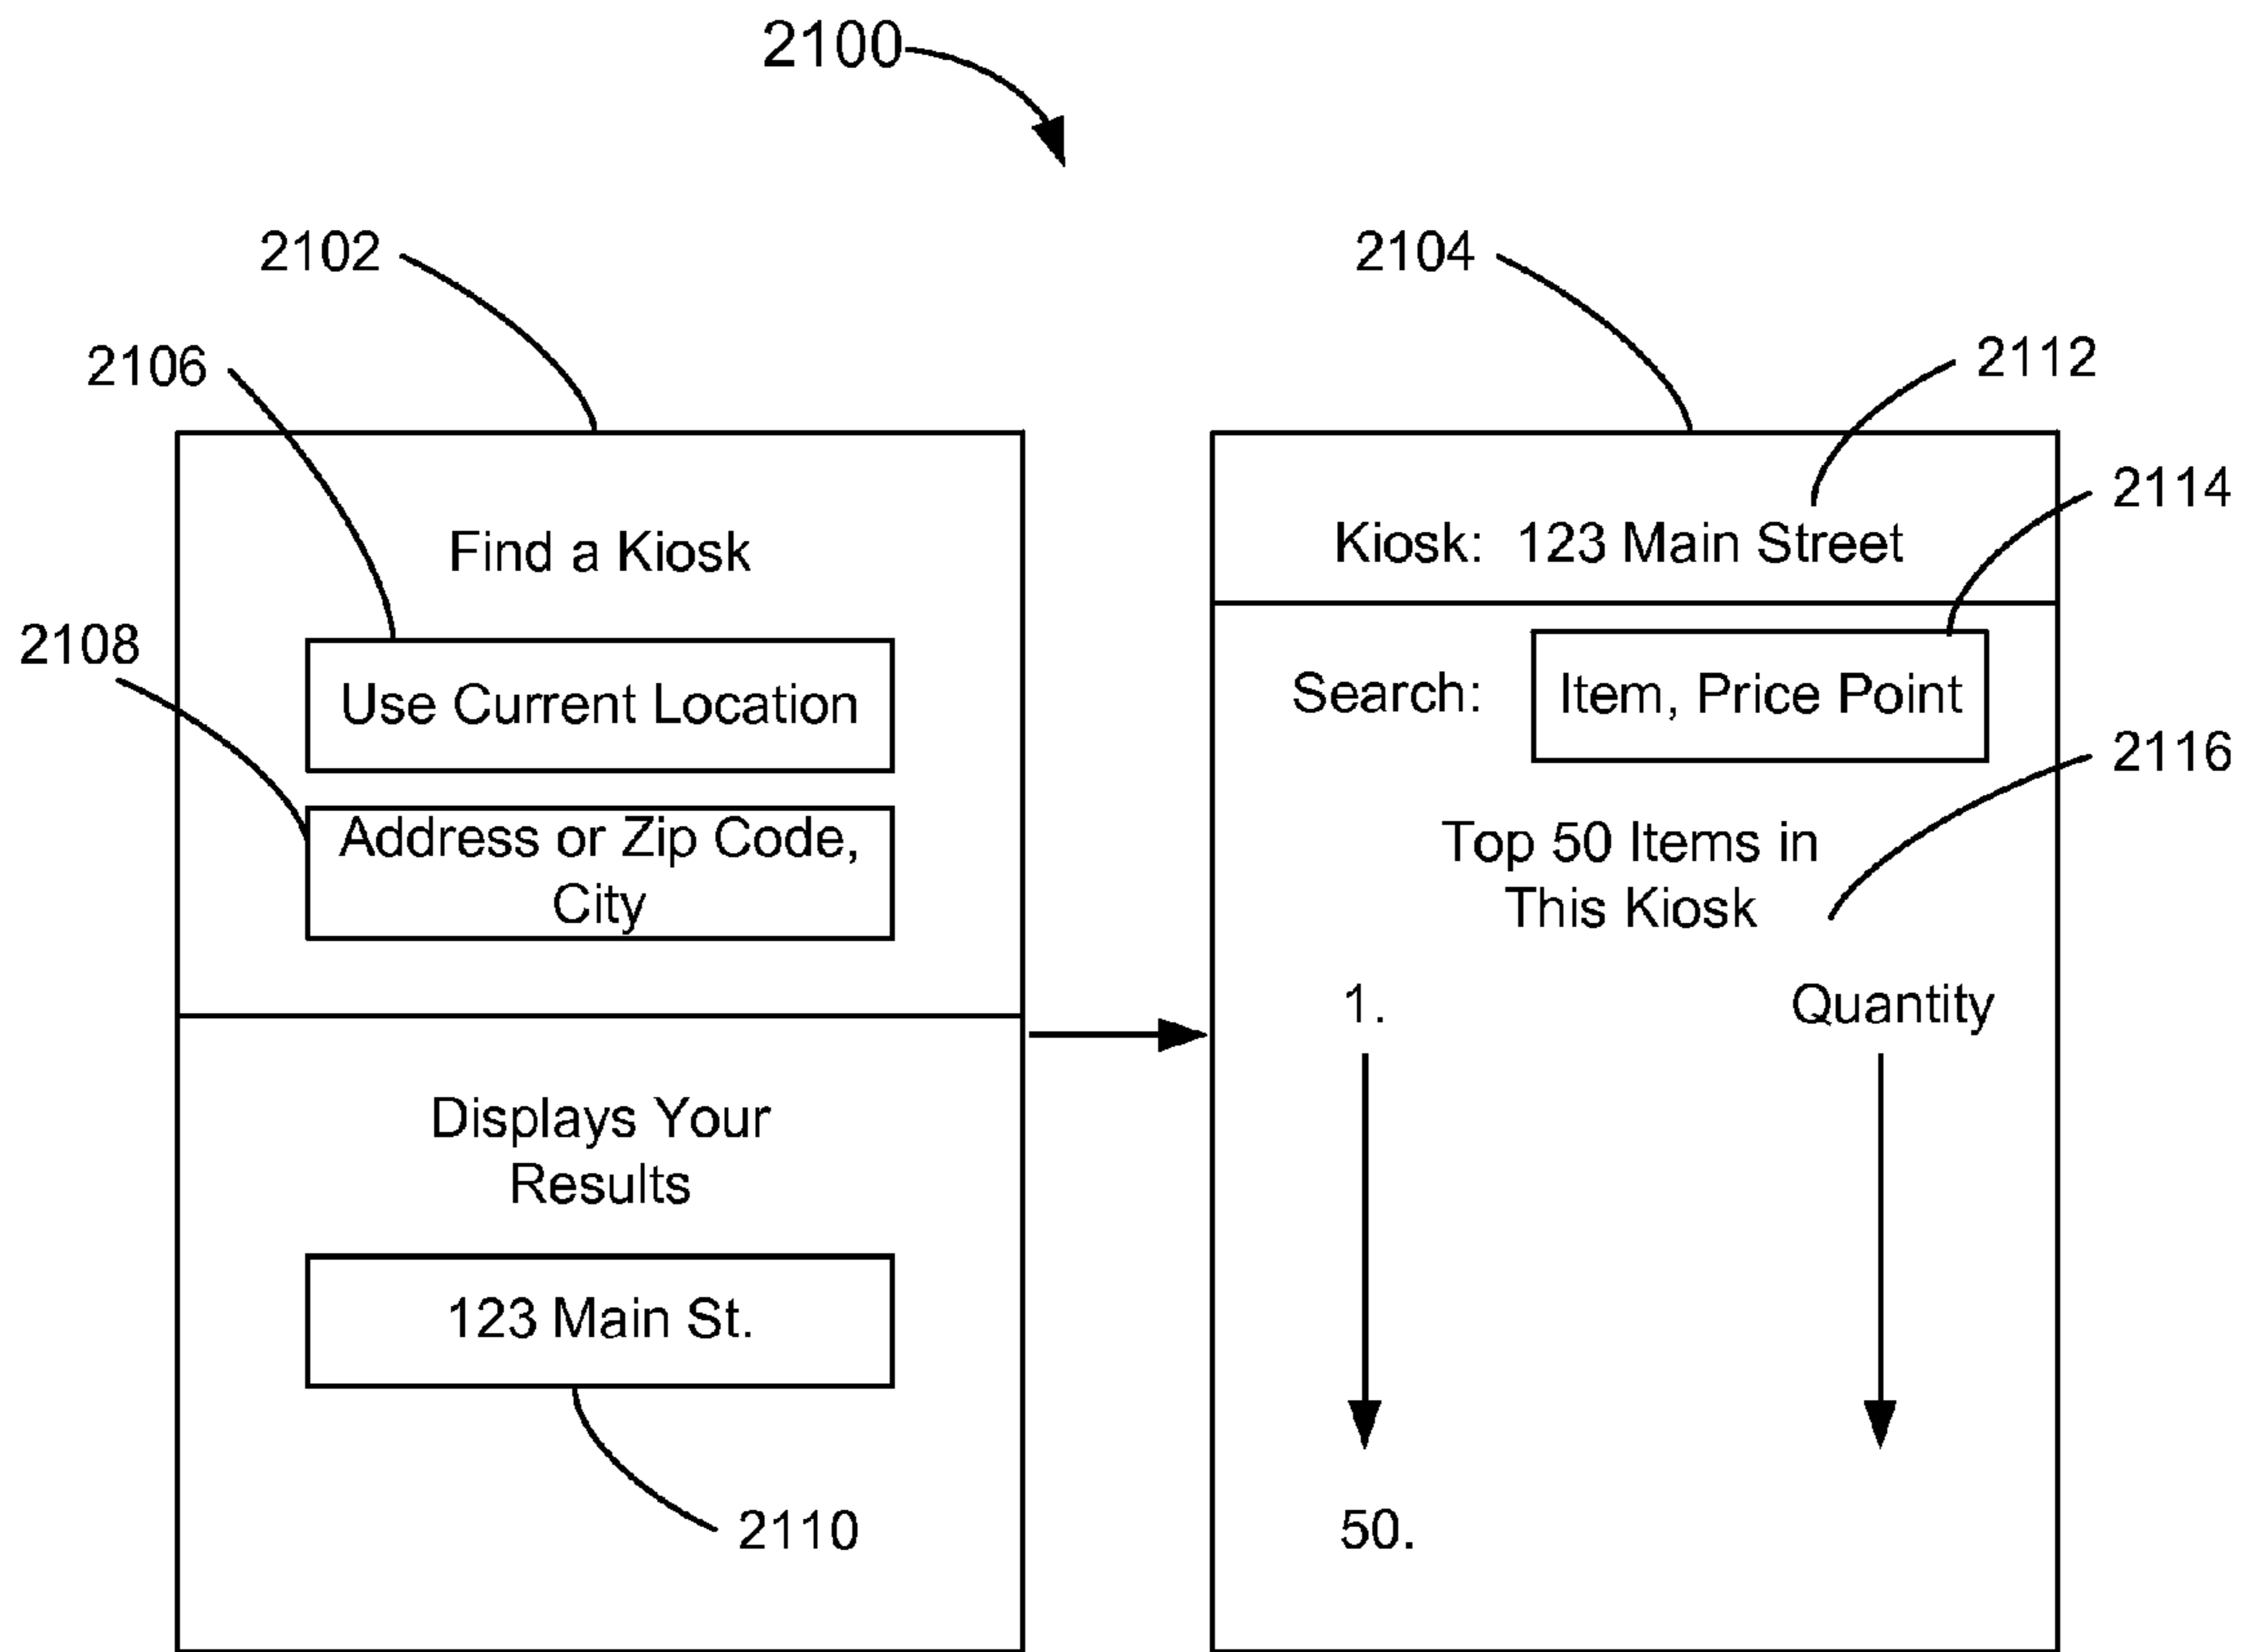 2100
2102
2104
2106
2112
2114
Find a Kiosk
Kiosk: 123 Main Street
2108
Use Current Location
Search:
Item, Price Point
2116
Address or Zip Code,
City
Top 50 Items in
This Kiosk
1.
Quantity
Displays Your
Results
123 Main St.
2110
50.